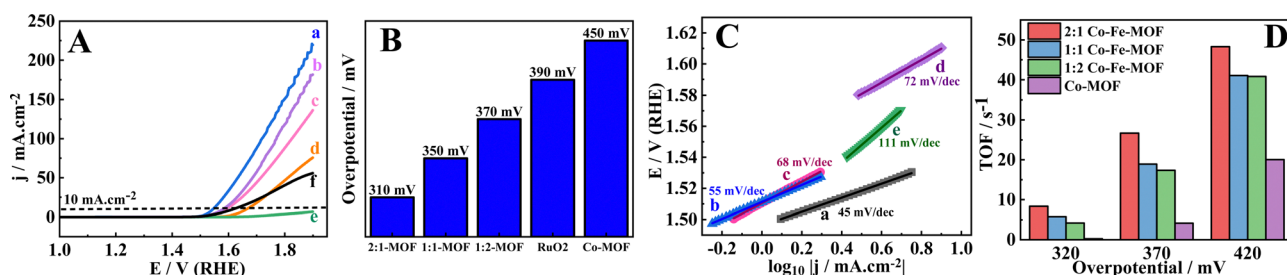 A
j / mA.cm⁻²
250
200
150
100
50
0
10 mA.cm⁻²
a
b
c
d
f
e
1.0 1.2 1.4 1.6 1.8
E / V (RHE)
B
Overpotential / mV
310 mV
350 mV
370 mV
390 mV
450 mV
2:1-MOF 1:1-MOF 1:2-MOF RuO2 Co-MOF
C
E / V (RHE)
1.62
1.60
1.58
1.56
1.54
1.52
1.50
d
72 mV/dec
e
111 mV/dec
68 mV/dec
c
55 mV/dec
b
a
45 mV/dec
-0.2 0.2 0.6 1.0
log₁₀ |j / mA.cm⁻²|
D
TOF / s⁻¹
50
40
30
20
10
0
2:1 Co-Fe-MOF
1:1 Co-Fe-MOF
1:2 Co-Fe-MOF
Co-MOF
320 370 420
Overpotential / mV